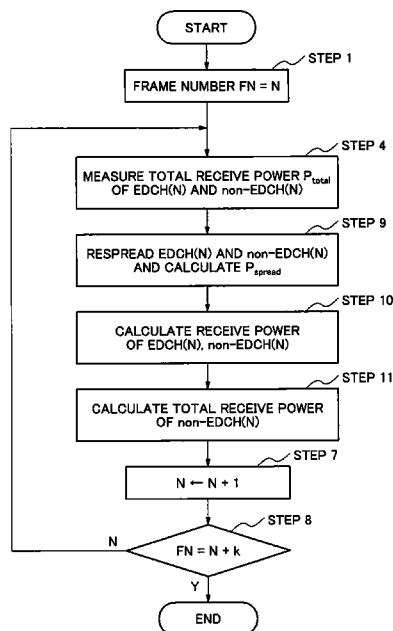 START
STEP 1
FRAME NUMBER FN = N
STEP 4
MEASURE TOTAL RECEIVE POWER Ptotal
OF EDCH(N) AND non-EDCH(N)
STEP 9
RESPREAD EDCH(N) AND non-EDCH(N)
AND CALCULATE Pspread
STEP 10
CALCULATE RECEIVE POWER
OF EDCH(N), non-EDCH(N)
STEP 11
CALCULATE TOTAL RECEIVE POWER
OF non-EDCH(N)
STEP 7
N ← N + 1
STEP 8
N
FN = N + k
Y
END